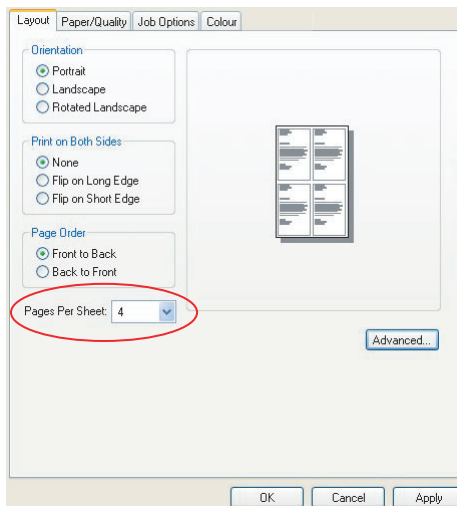 Layout Paper/Quality Job Options Colour
Orientation
Portrait
Landscape
Rotated Landscape
Print on Both Sides
None
Flip on Long Edge
Flip on Short Edge
Page Order
Front to Back
Back to Front
Pages Per Sheet: 4
Advanced...
OK Cancel Apply